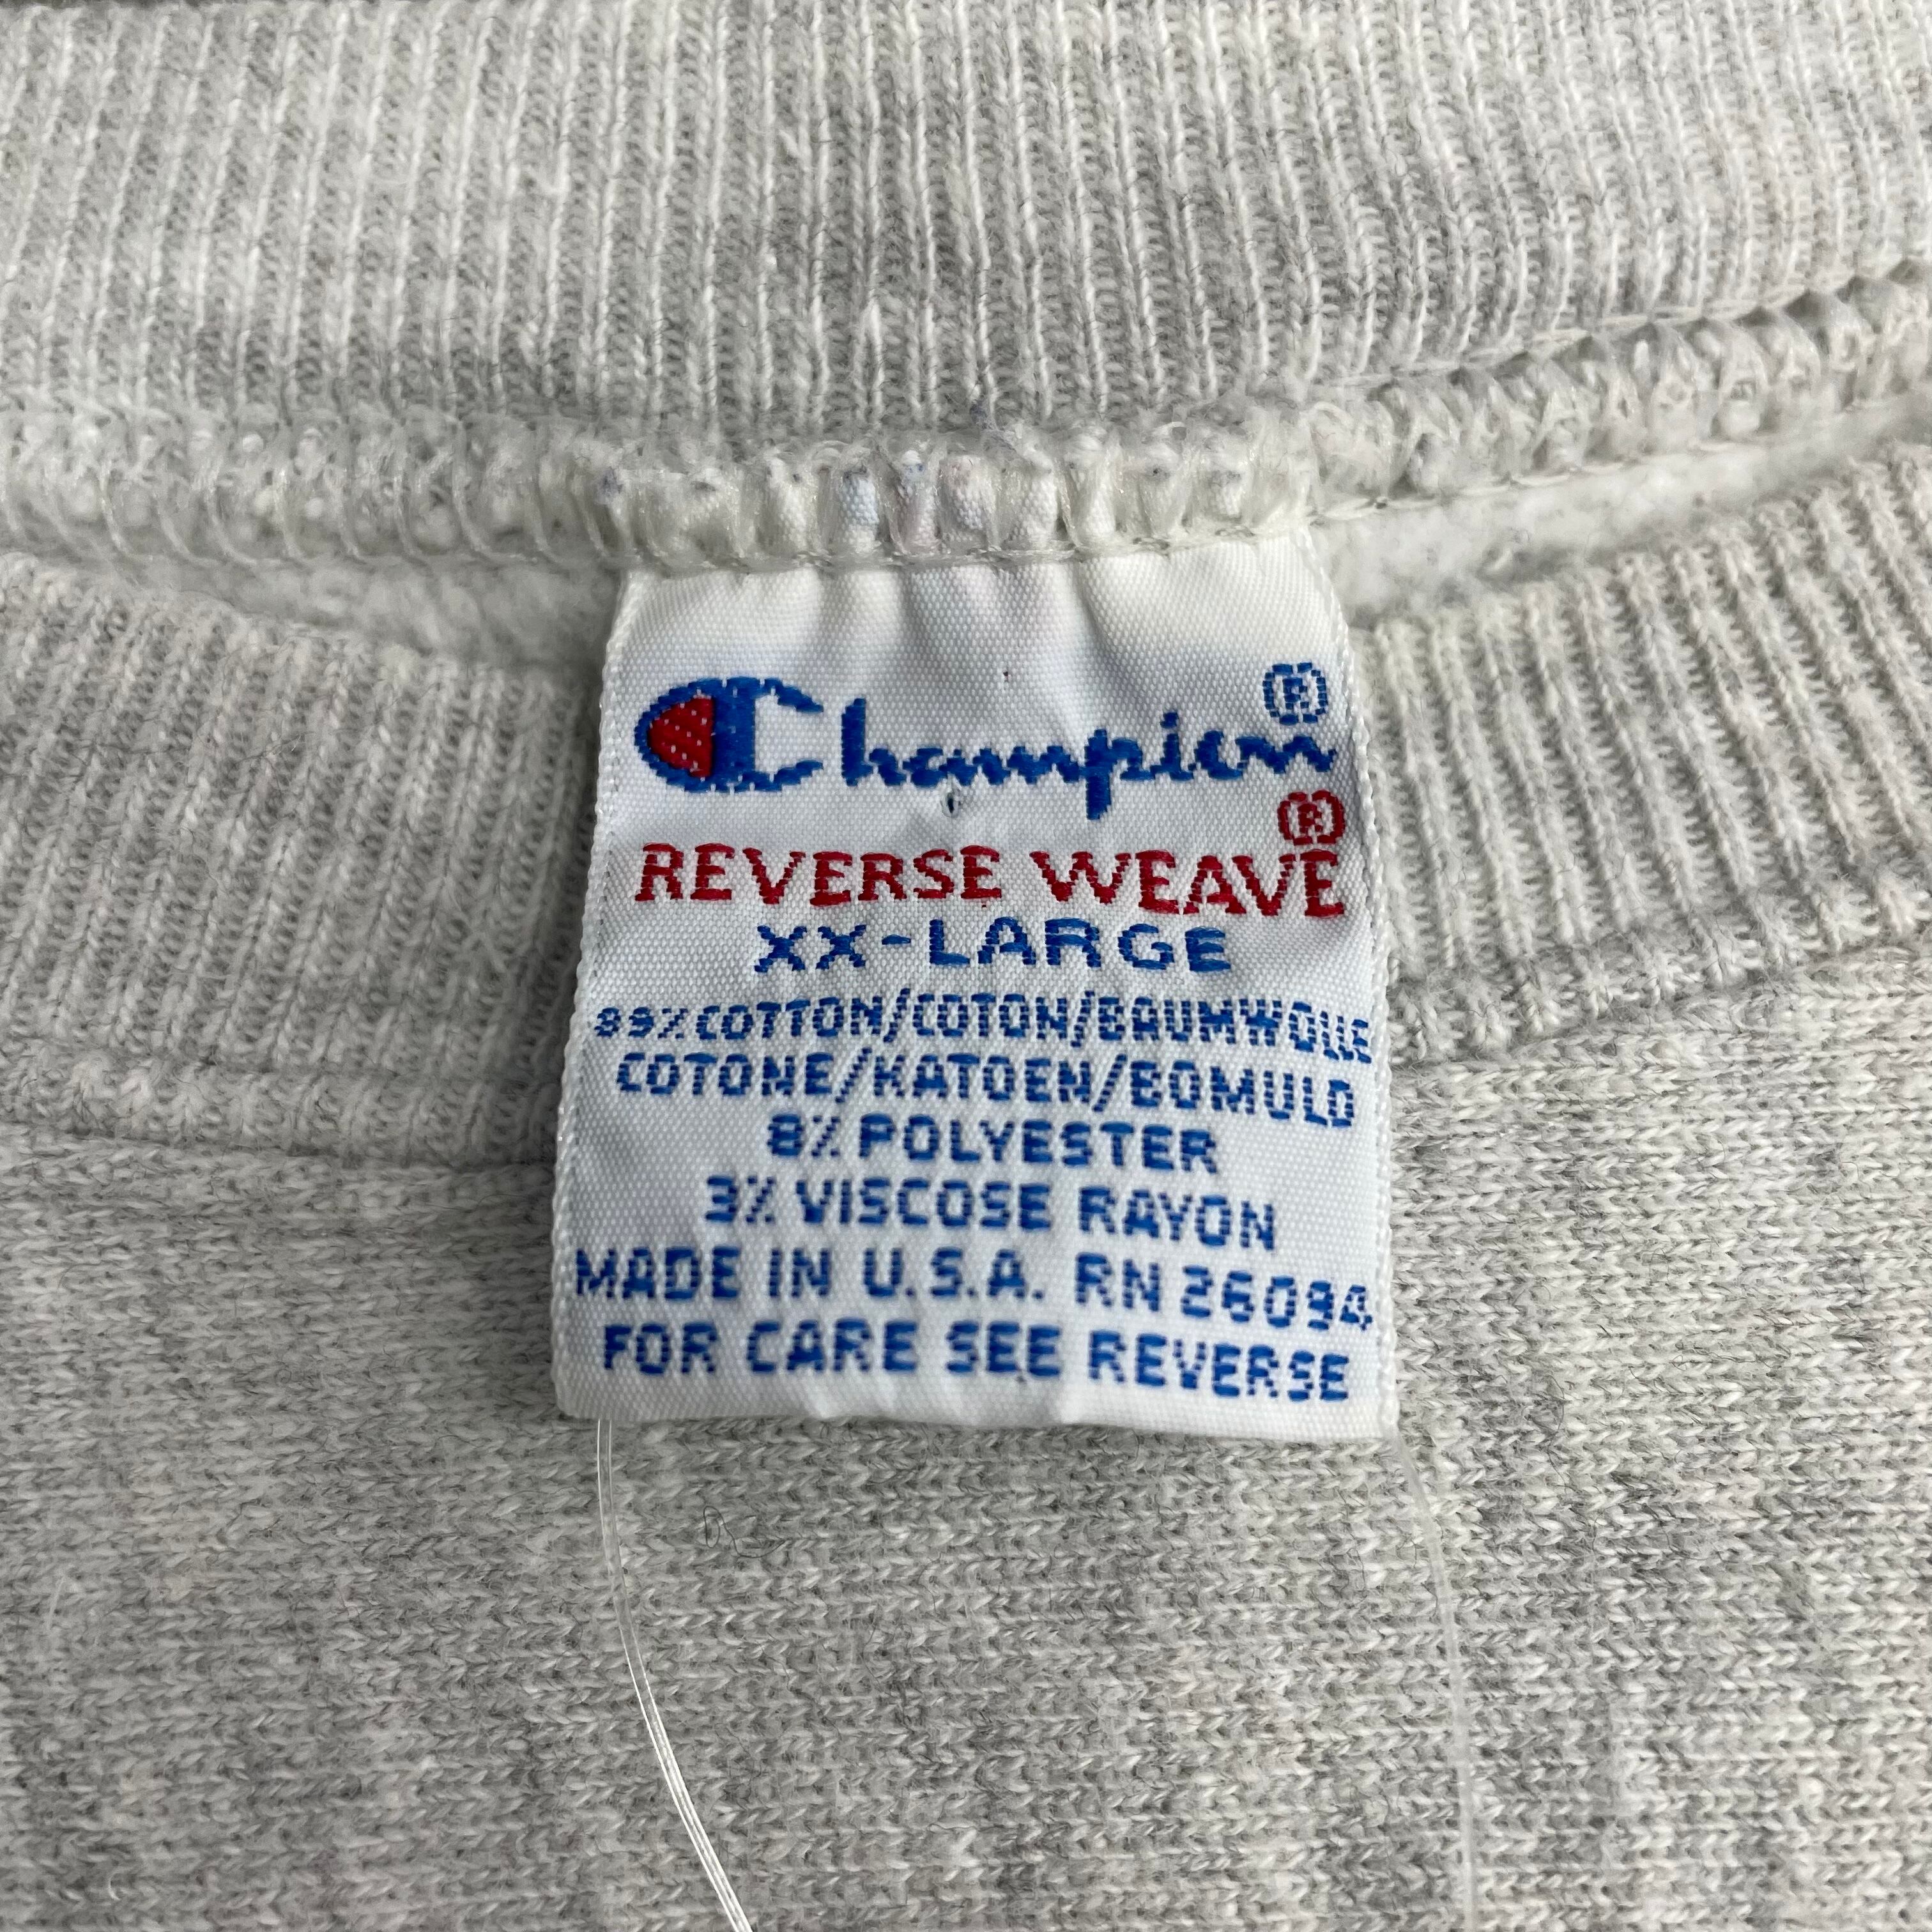 Champion®
REVERSE WEAVE®
XX-LARGE
89% COTTON/COTON/BAUMWOLLE
COTONE/KATOEN/BOMULD
8% POLYESTER
3% VISCOSE RAYON
MADE IN U.S.A. RN 26094
FOR CARE SEE REVERSE